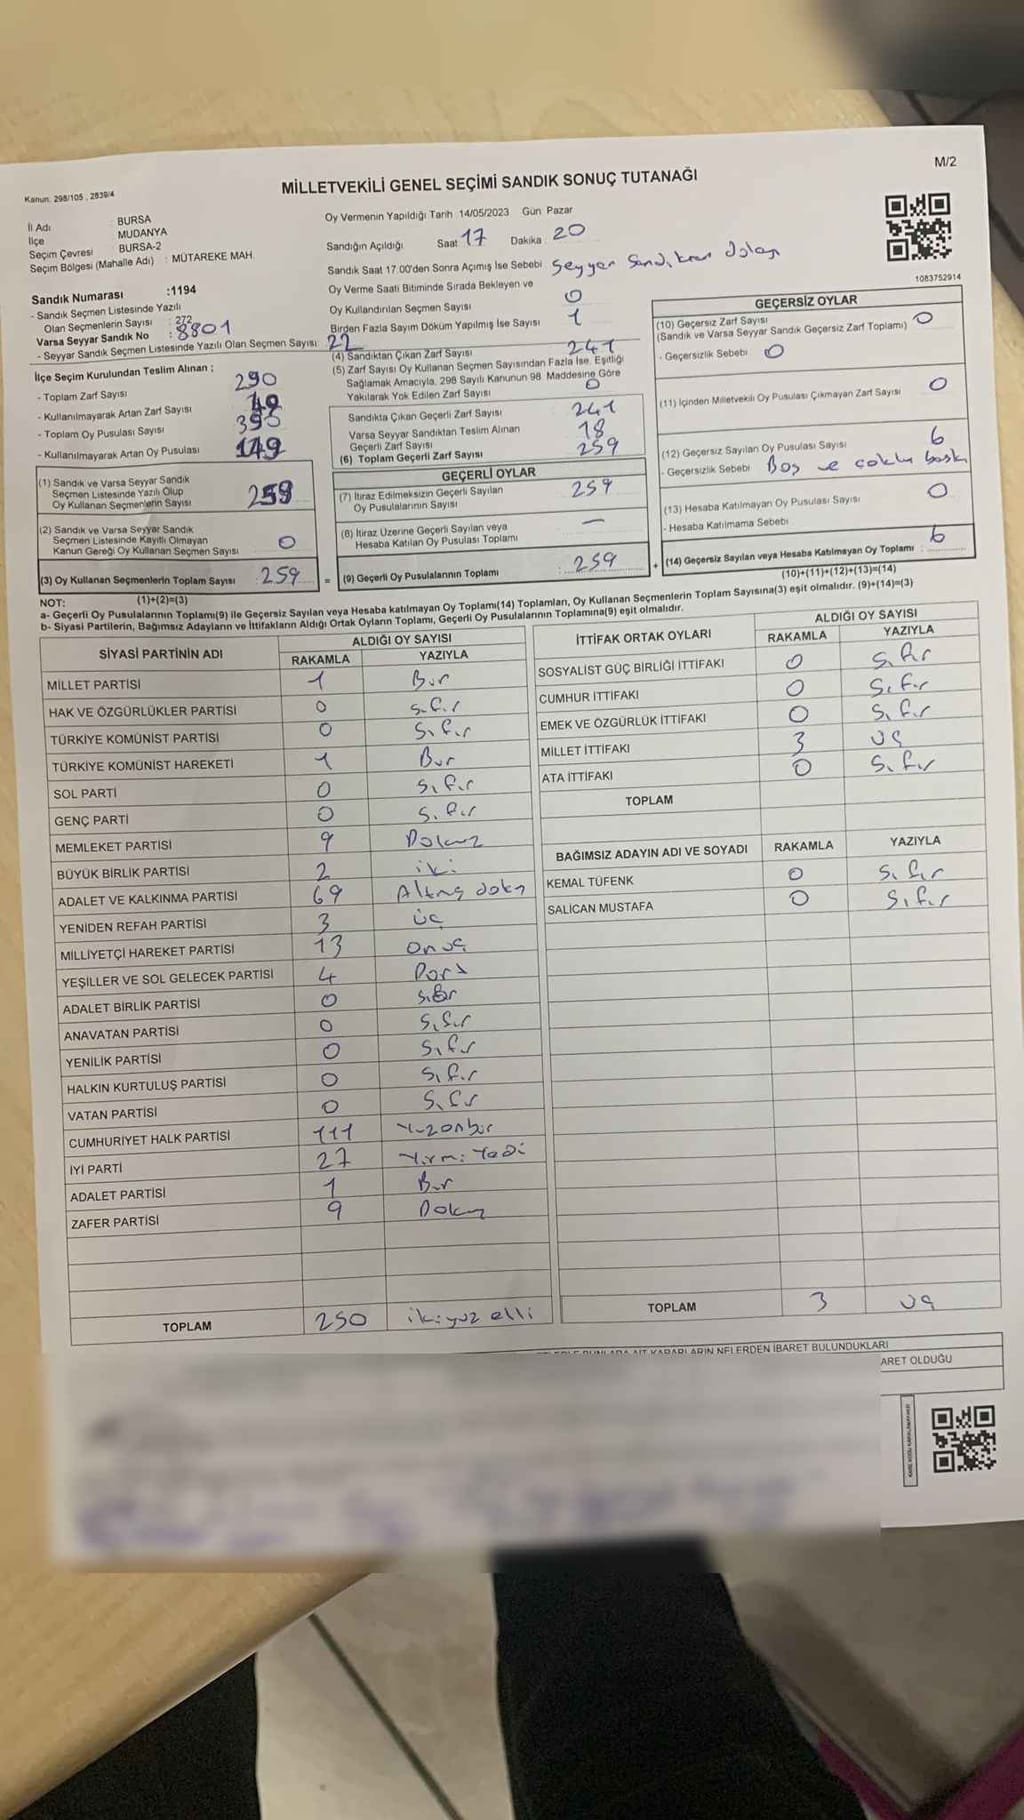 M/2
Kanun: 298/105 , 2839/4
MİLLETVEKİLİ GENEL SEÇİMİ SANDIK SONUÇ TUTANAĞI
İl Adı : BURSA
İlçe MUDANYA
Seçim Çevresi BURSA-2
Seçim Bölgesi (Mahalle Adı) : MÜTAREKE MAH.
Sandık Numarası :1194
- Sandık Seçmen Listesinde Yazılı
Olan Seçmenlerin Sayısı : 272
Varsa Seyyar Sandık No : 8801
- Seyyar Sandık Seçmen Listesinde Yazılı Olan Seçmen Sayısı: 22
Oy Vermenin Yapıldığı Tarih 14/05/2023 Gün Pazar
Sandığın Açıldığı Saat 17 Dakika 20
Sandık Saat 17.00'den Sonra Açımış İse Sebebi Seyyar Sandıktan Dolayı
Oy Verme Saati Bitiminde Sırada Bekleyen ve
Oy Kullandırılan Seçmen Sayısı 0
Birden Fazla Sayım Döküm Yapılmış İse Sayısı 1
(4) Sandıktan Çıkan Zarf Sayısı 241
(5) Zarf Sayısı Oy Kullanan Seçmen Sayısından Fazla İse, Eşitliği
Sağlamak Amacıyla, 298 Sayılı Kanunun 98. Maddesine Göre
Yakılarak Yok Edilen Zarf Sayısı 0
1083752914
İlçe Seçim Kurulundan Teslim Alınan ;
- Toplam Zarf Sayısı 290
- Kullanılmayarak Artan Zarf Sayısı
- Toplam Oy Pusulası Sayısı
- Kullanılmayarak Artan Oy Pusulası 149
Sandıkta Çıkan Geçerli Zarf Sayısı 241
Varsa Seyyar Sandıktan Teslim Alınan
Geçerli Zarf Sayısı 18
(6) Toplam Geçerli Zarf Sayısı 259
GEÇERSİZ OYLAR
(10) Geçersiz Zarf Sayısı 0
(Sandık ve Varsa Seyyar Sandık Geçersiz Zarf Toplamı)
- Geçersizlik Sebebi 0
(11) İçinden Milletvekili Oy Pusulası Çıkmayan Zarf Sayısı 0
(12) Geçersiz Sayılan Oy Pusulası Sayısı 6
- Geçersizlik Sebebi Boş ve çoklu baskı
(13) Hesaba Katılmayan Oy Pusulası Sayısı 0
- Hesaba Katılmama Sebebi
(14) Geçersiz Sayılan veya Hesaba Katılmayan Oy Toplamı : 6
(10)+(11)+(12)+(13)=(14)
(1) Sandık ve Varsa Seyyar Sandık
Seçmen Listesinde Yazılı Olup
Oy Kullanan Seçmenlerin Sayısı 259
(2) Sandık ve Varsa Seyyar Sandık
Seçmen Listesinde Kayıtlı Olmayan
Kanun Gereği Oy Kullanan Seçmen Sayısı 0
(3) Oy Kullanan Seçmenlerin Toplam Sayısı : 259
(1)+(2)=(3)
GEÇERLİ OYLAR
(7) İtiraz Edilmeksizin Geçerli Sayılan
Oy Pusulalarının Sayısı 259
(8) İtiraz Üzerine Geçerli Sayılan veya
Hesaba Katılan Oy Pusulası Toplamı —
= (9) Geçerli Oy Pusulalarının Toplamı : 259 +
NOT:
a- Geçerli Oy Pusulalarının Toplamı(9) ile Geçersiz Sayılan veya Hesaba katılmayan Oy Toplamı(14) Toplamları, Oy Kullanan Seçmenlerin Toplam Sayısına(3) eşit olmalıdır. (9)+(14)=(3)
b- Siyasi Partilerin, Bağımsız Adayların ve İttifakların Aldığı Ortak Oyların Toplamı, Geçerli Oy Pusulalarının Toplamına(9) eşit olmalıdır.
SİYASİ PARTİNİN ADI ALDIĞI OY SAYISI
RAKAMLA YAZIYLA
MİLLET PARTİSİ 1 Bir
HAK VE ÖZGÜRLÜKLER PARTİSİ 0 Sıfır
TÜRKİYE KOMÜNİST PARTİSİ 0 Sıfır
TÜRKİYE KOMÜNİST HAREKETİ 1 Bir
SOL PARTİ 0 Sıfır
GENÇ PARTİ 0 Sıfır
MEMLEKET PARTİSİ 9 Dokuz
BÜYÜK BİRLİK PARTİSİ 2 iki
ADALET VE KALKINMA PARTİSİ 69 Altmış dokuz
YENİDEN REFAH PARTİSİ 3 üç
MİLLİYETÇİ HAREKET PARTİSİ 13 onüç
YEŞİLLER VE SOL GELECEK PARTİSİ 4 Dört
ADALET BİRLİK PARTİSİ 0 Sıfır
ANAVATAN PARTİSİ 0 Sıfır
YENİLİK PARTİSİ 0 Sıfır
HALKIN KURTULUŞ PARTİSİ 0 Sıfır
VATAN PARTİSİ 0 Sıfır
CUMHURİYET HALK PARTİSİ 111 Yüzonbir
İYİ PARTİ 27 Yirmi Yedi
ADALET PARTİSİ 1 Bir
ZAFER PARTİSİ 9 Dokuz
TOPLAM 250 ikiyüz elli
İTTİFAK ORTAK OYLARI ALDIĞI OY SAYISI
RAKAMLA YAZIYLA
SOSYALİST GÜÇ BİRLİĞİ İTTİFAKI 0 Sıfır
CUMHUR İTTİFAKI 0 Sıfır
EMEK VE ÖZGÜRLÜK İTTİFAKI 0 Sıfır
MİLLET İTTİFAKI 3 üç
ATA İTTİFAKI 0 Sıfır
TOPLAM
BAĞIMSIZ ADAYIN ADI VE SOYADI RAKAMLA YAZIYLA
KEMAL TÜFENK 0 Sıfır
SALİCAN MUSTAFA 0 Sıfır
TOPLAM 3 üç
KARARLARIN NELERDEN İBARET BULUNDUKLARI
ARET OLDUĞU